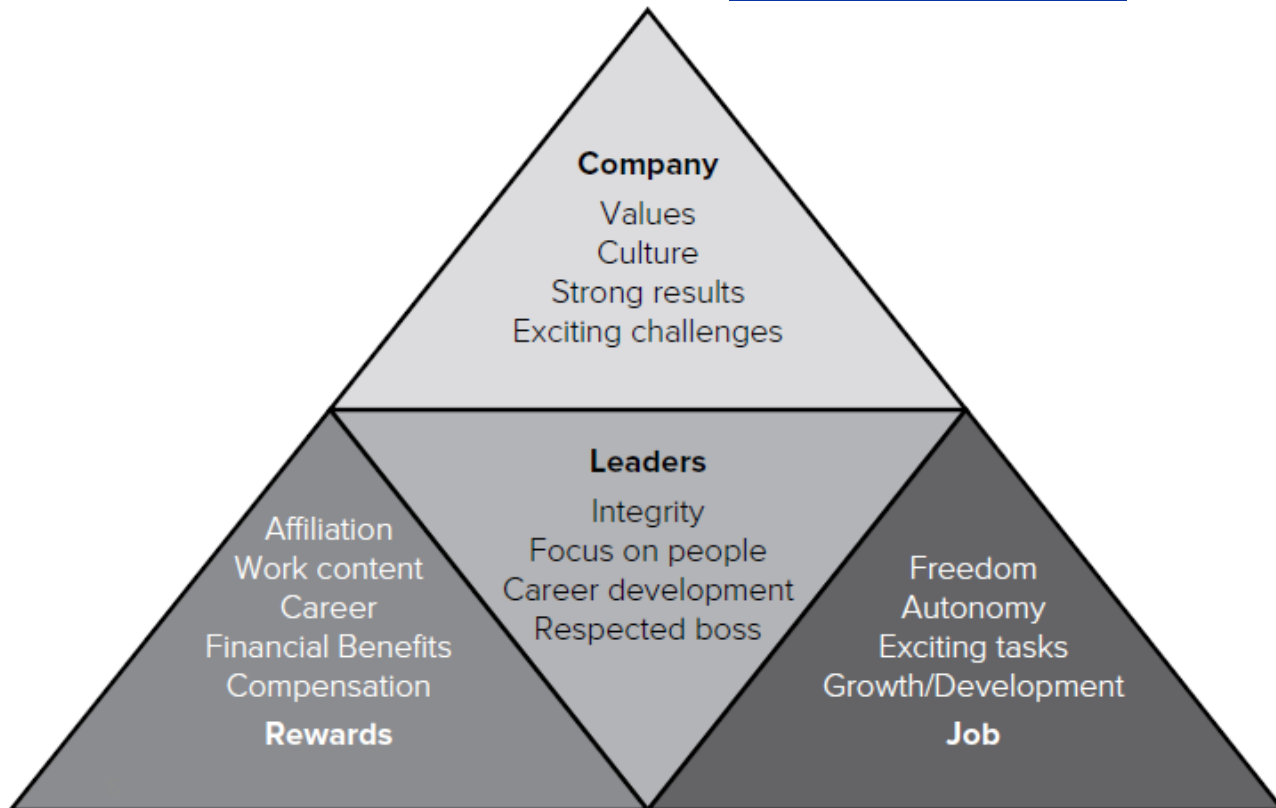 Company
Values
Culture
Strong results
Exciting challenges
Leaders
Integrity
Focus on people
Career development
Respected boss
Affiliation
Work content
Career
Financial Benefits
Compensation
Rewards
Freedom
Autonomy
Exciting tasks
Growth/Development
Job